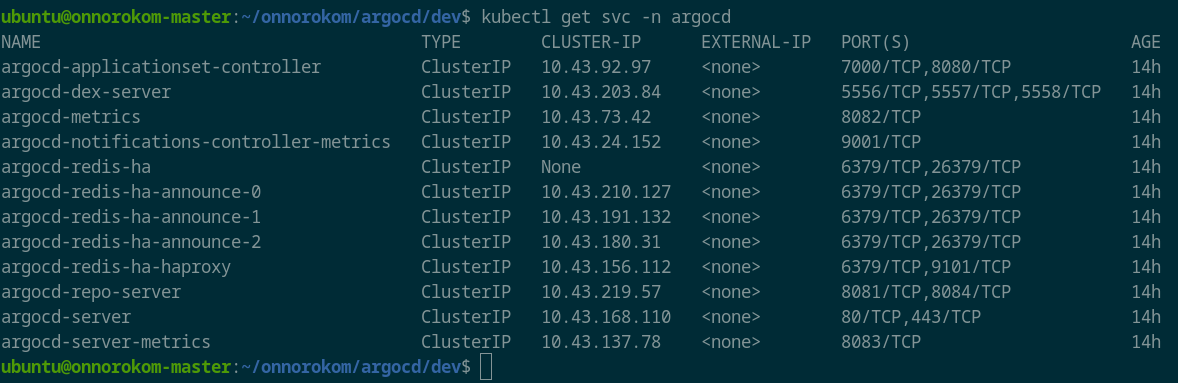 ubuntu@onnorokom-master:~/onnorokom/argocd/dev$ kubectl get svc -n argocd
NAME                                      TYPE        CLUSTER-IP      EXTERNAL-IP   PORT(S)                      AGE
argocd-applicationset-controller          ClusterIP   10.43.92.97     <none>        7000/TCP,8080/TCP            14h
argocd-dex-server                         ClusterIP   10.43.203.84    <none>        5556/TCP,5557/TCP,5558/TCP   14h
argocd-metrics                            ClusterIP   10.43.73.42     <none>        8082/TCP                     14h
argocd-notifications-controller-metrics   ClusterIP   10.43.24.152    <none>        9001/TCP                     14h
argocd-redis-ha                           ClusterIP   None            <none>        6379/TCP,26379/TCP           14h
argocd-redis-ha-announce-0                ClusterIP   10.43.210.127   <none>        6379/TCP,26379/TCP           14h
argocd-redis-ha-announce-1                ClusterIP   10.43.191.132   <none>        6379/TCP,26379/TCP           14h
argocd-redis-ha-announce-2                ClusterIP   10.43.180.31    <none>        6379/TCP,26379/TCP           14h
argocd-redis-ha-haproxy                   ClusterIP   10.43.156.112   <none>        6379/TCP,9101/TCP            14h
argocd-repo-server                        ClusterIP   10.43.219.57    <none>        8081/TCP,8084/TCP            14h
argocd-server                             ClusterIP   10.43.168.110   <none>        80/TCP,443/TCP               14h
argocd-server-metrics                     ClusterIP   10.43.137.78    <none>        8083/TCP                     14h
ubuntu@onnorokom-master:~/onnorokom/argocd/dev$